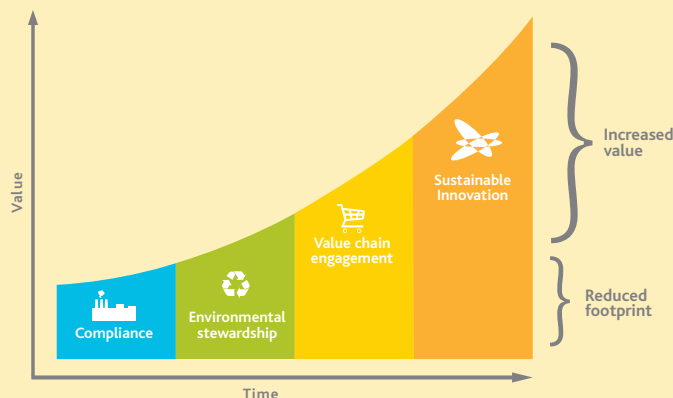 Value
Compliance
Environmental
stewardship
Value chain
engagement
Sustainable
Innovation
Increased
value
Reduced
footprint
Time